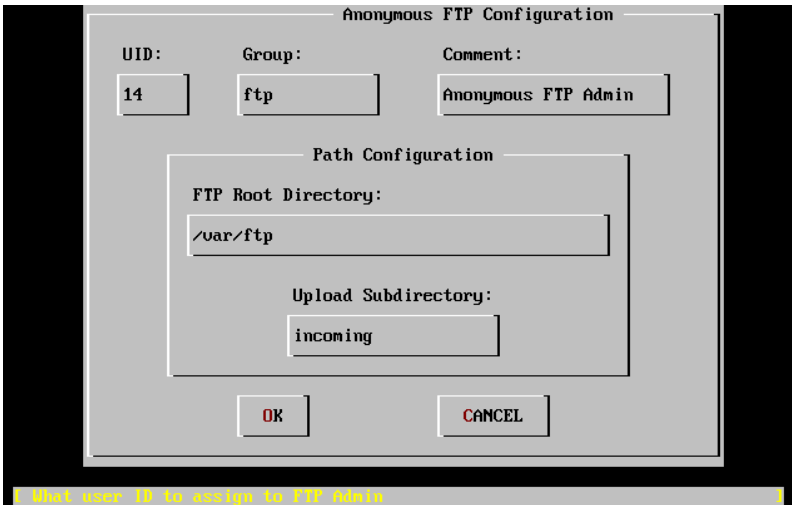 Anonymous FTP Configuration
UID: Group: Comment:
14 ftp Anonymous FTP Admin
Path Configuration
FTP Root Directory:
/var/ftp
Upload Subdirectory:
incoming
OK CANCEL
[ What user ID to assign to FTP Admin ]